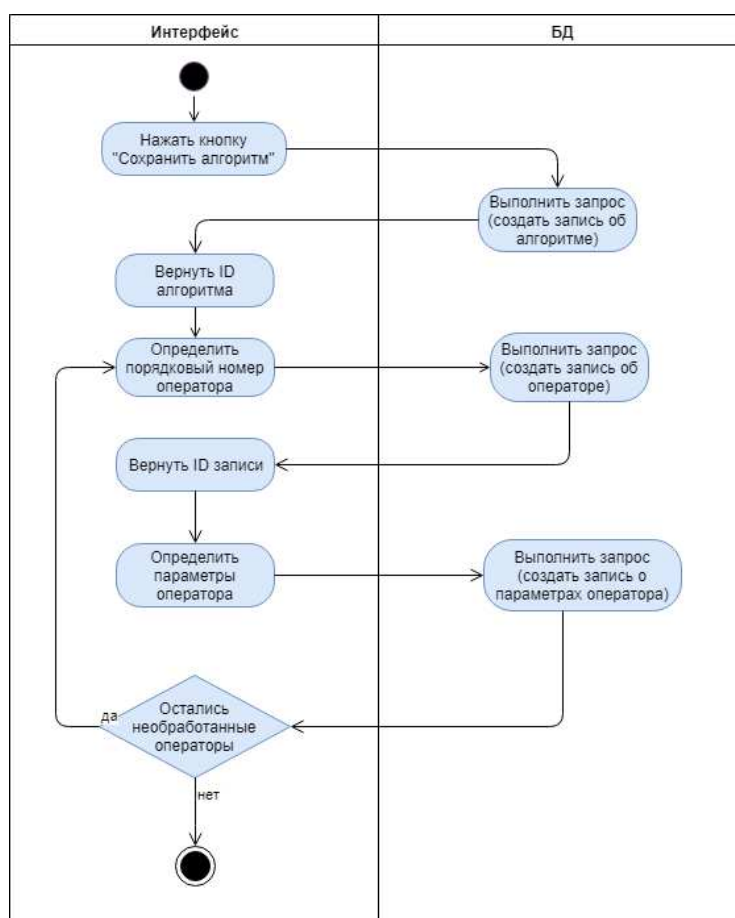 Интерфейс
БД
Нажать кнопку
"Сохранить алгоритм"
Выполнить запрос
(создать запись об
алгоритме)
Вернуть ID
алгоритма
Определить
порядковый номер
оператора
Выполнить запрос
(создать запись об
операторе)
Вернуть ID записи
Определить
параметры
оператора
Выполнить запрос
(создать запись о
параметрах оператора)
Остались
необработанные
операторы
да
нет